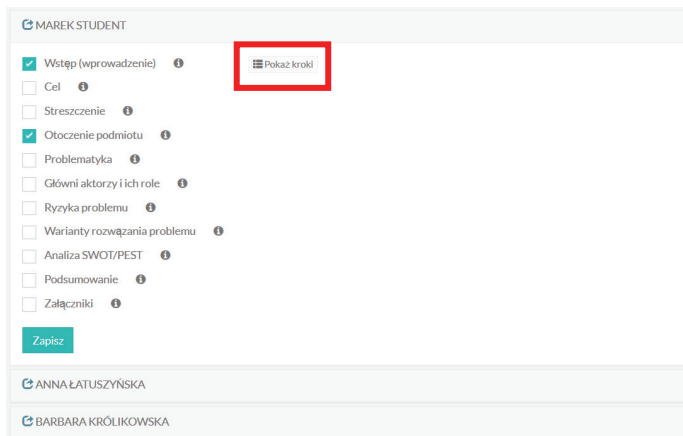 MAREK STUDENT
Wstęp (wprowadzenie) Pokaż kroki
Cel
Streszczenie
Otoczenie podmiotu
Problematyka
Główni aktorzy i ich role
Ryzyka problemu
Warianty rozwązania problemu
Analiza SWOT/PEST
Podsumowanie
Załączniki
Zapisz
ANNA ŁATUSZYŃSKA
BARBARA KRÓLIKOWSKA